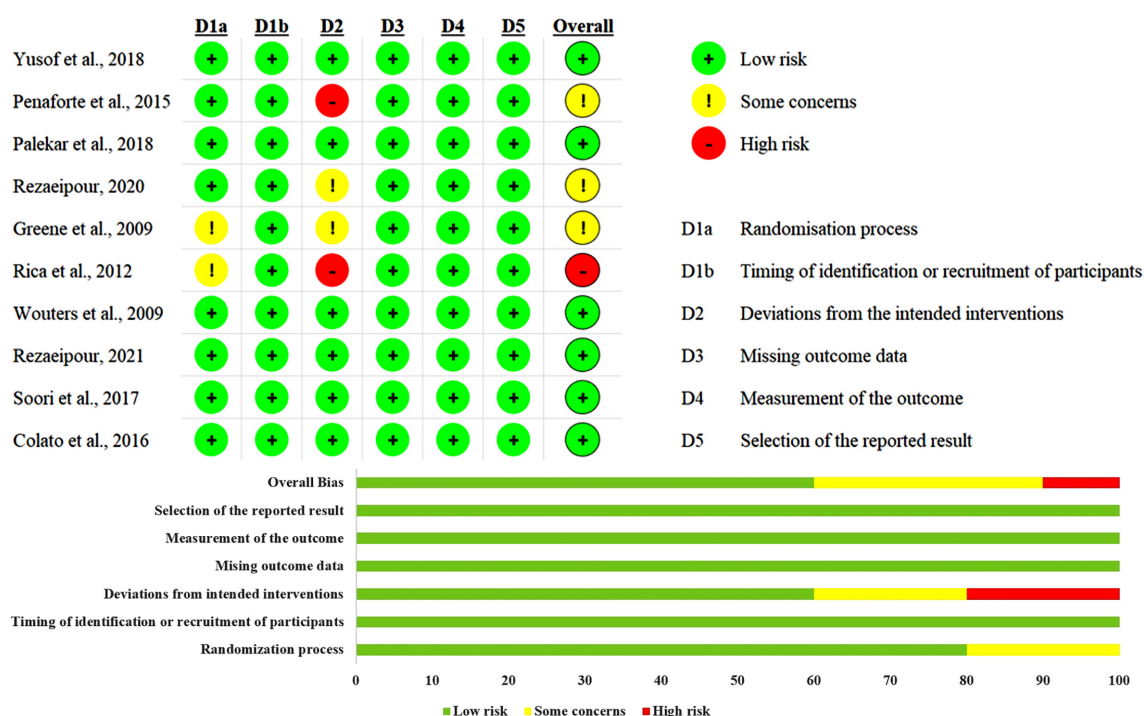 D1a D1b D2 D3 D4 D5 Overall
Yusof et al., 2018 + + + + + + + + Low risk
Penaforte et al., 2015 + + - + + + ! ! Some concerns
Palekar et al., 2018 + + + + + + + - High risk
Rezaeipour, 2020 + + ! + + + !
Greene et al., 2009 ! + ! + + + ! D1a Randomisation process
Rica et al., 2012 ! + - + + + - D1b Timing of identification or recruitment of participants
Wouters et al., 2009 + + + + + + + D2 Deviations from the intended interventions
Rezaeipour, 2021 + + + + + + + D3 Missing outcome data
Soori et al., 2017 + + + + + + + D4 Measurement of the outcome
Colato et al., 2016 + + + + + + + D5 Selection of the reported result
Overall Bias
Selection of the reported result
Measurement of the outcome
Mising outcome data
Deviations from intended interventions
Timing of identification or recruitment of participants
Randomization process
0 10 20 30 40 50 60 70 80 90 100
Low risk Some concerns High risk